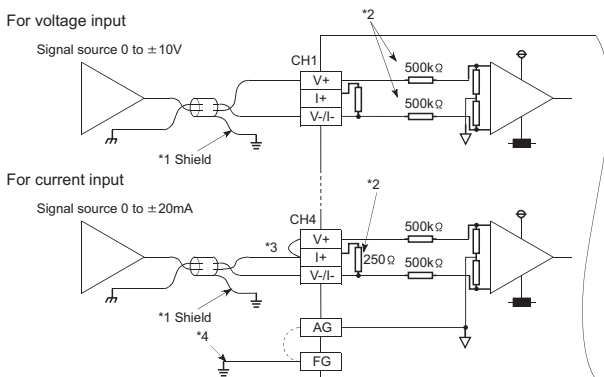 For voltage input
*2
Signal source 0 to ±10V
CH1
V+
I+
V-/I-
500kΩ
500kΩ
*1 Shield
For current input
*2
Signal source 0 to ±20mA
CH4
*3
V+
I+
V-/I-
500kΩ
250Ω
500kΩ
*1 Shield
*4
AG
FG